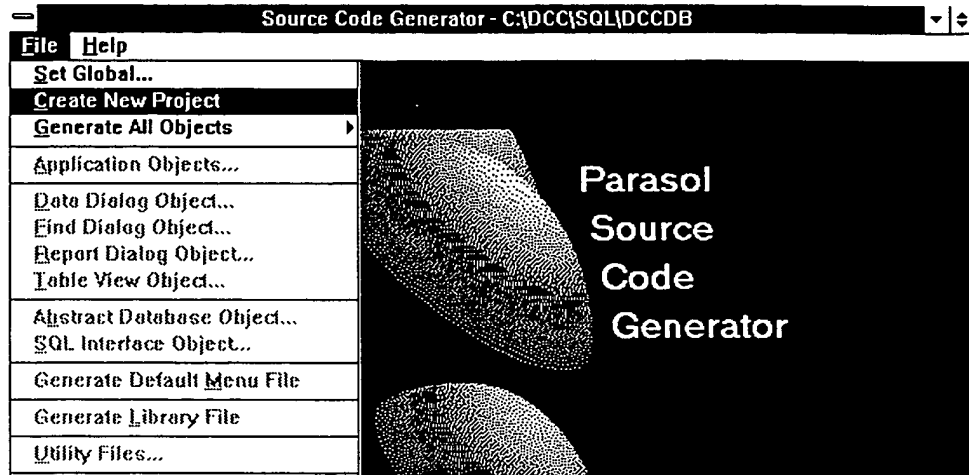 Source Code Generator - C:\DCC\SQL\DCCDB
File Help
Set Global...
Create New Project
Generate All Objects
Application Objects...
Data Dialog Object...
Find Dialog Object...
Report Dialog Object...
Table View Object...
Abstract Database Object...
SQL Interface Object...
Generate Default Menu File
Generate Library File
Utility Files...
Parasol
Source
Code
Generator